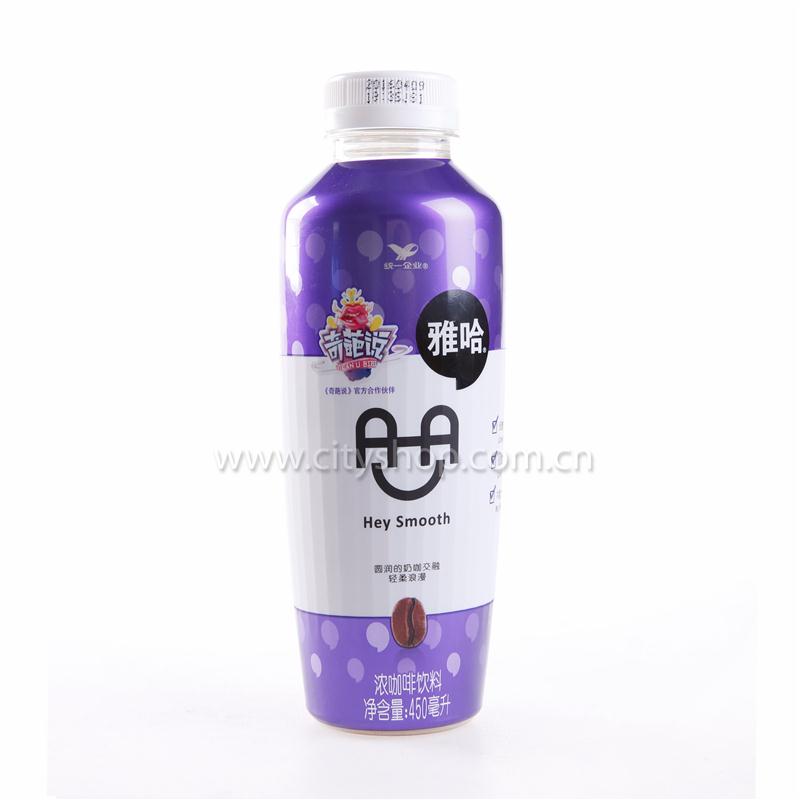 20160409
统一企业®
雅哈®
奇葩说
《奇葩说》官方合作伙伴
AHA
www.cityshop.com.cn
Hey Smooth
圆润的奶咖交融
轻柔浪漫
浓咖啡饮料
净含量:450毫升